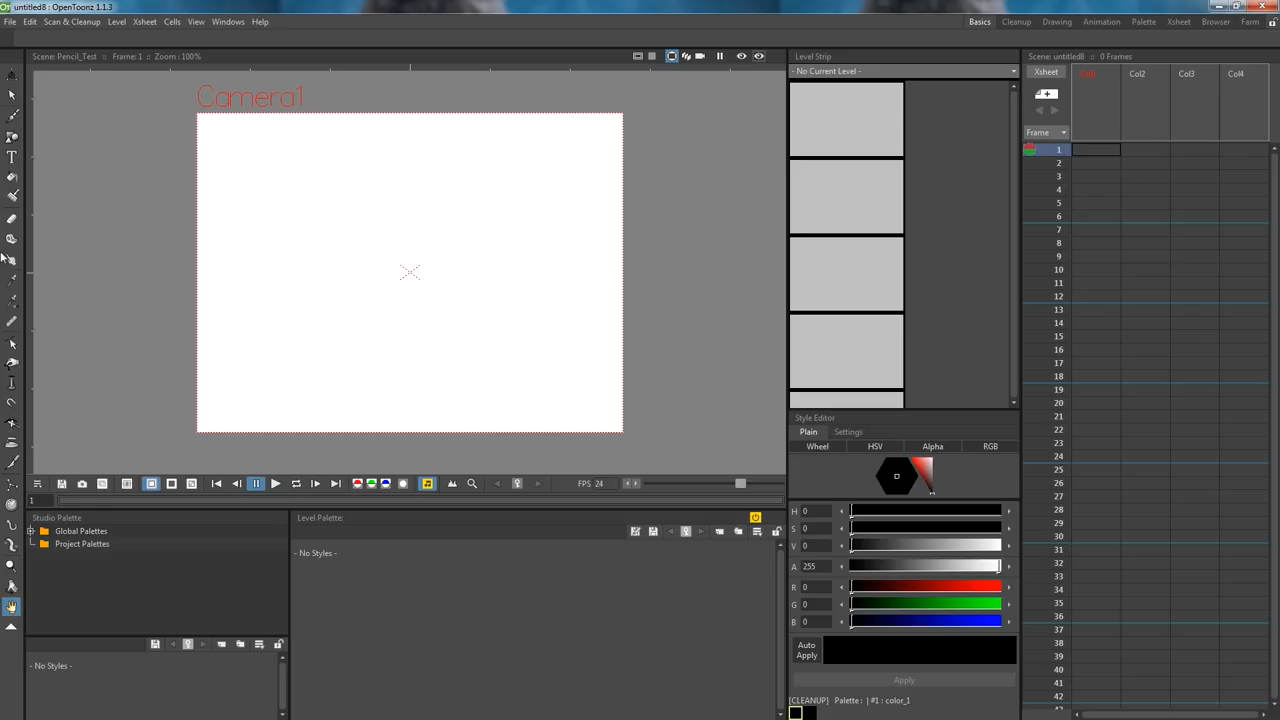 untitled8 : OpenToonz 1.1.3
File Edit Scan & Cleanup Level Xsheet Cells View Windows Help
Basics Cleanup Drawing Animation Palette Xsheet Browser Farm
Scene: Pencil_Test :: Frame: 1 :: Zoom : 100%
Level Strip
Scene: untitled8 :: 0 Frames
- No Current Level -
Xsheet
Col1 Col2 Col3 Col4
Camera1
Frame
1
2
3
4
5
6
7
8
9
10
11
12
13
14
15
16
17
18
19
20
21
22
23
24
25
26
27
28
29
30
31
32
33
34
35
36
37
38
39
40
41
42
Style Editor
Plain Settings
Wheel HSV Alpha RGB
FPS 24
1
H 0
S 0
V 0
A 255
R 0
G 0
B 0
Auto Apply
Apply
[CLEANUP] Palette : | #1 : color_1
Studio Palette
Global Palettes
Project Palettes
- No Styles -
Level Palette:
- No Styles -